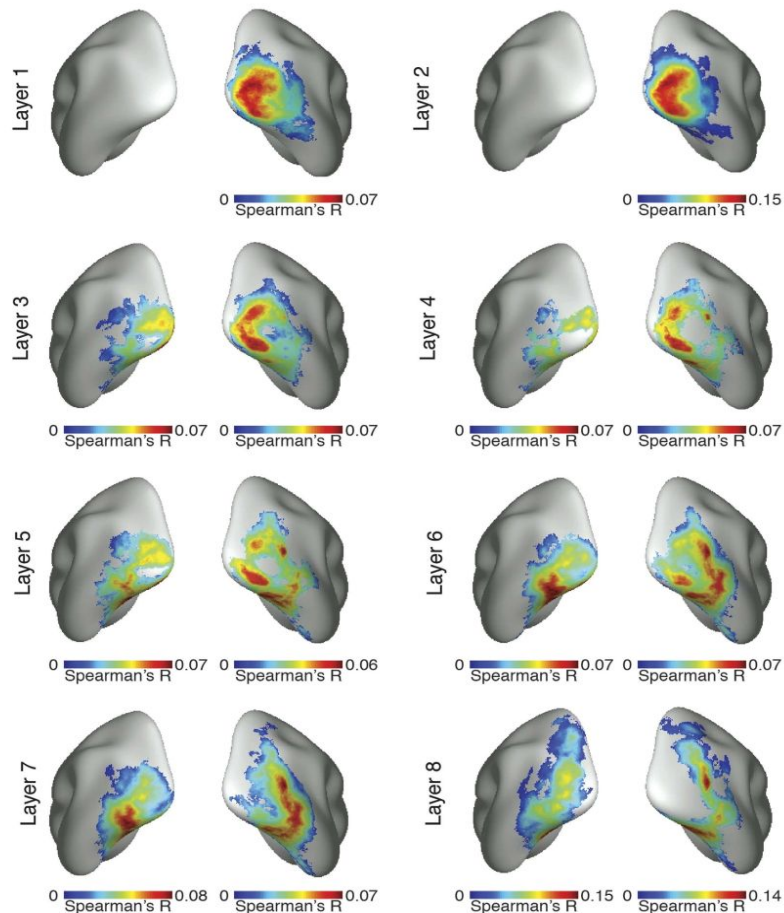 Layer 1
0 0.07
Spearman's R
Layer 2
0 0.15
Spearman's R
Layer 3
0 0.07
Spearman's R
0 0.07
Spearman's R
Layer 4
0 0.07
Spearman's R
0 0.07
Spearman's R
Layer 5
0 0.07
Spearman's R
0 0.06
Spearman's R
Layer 6
0 0.07
Spearman's R
0 0.07
Spearman's R
Layer 7
0 0.08
Spearman's R
0 0.07
Spearman's R
Layer 8
0 0.15
Spearman's R
0 0.14
Spearman's R